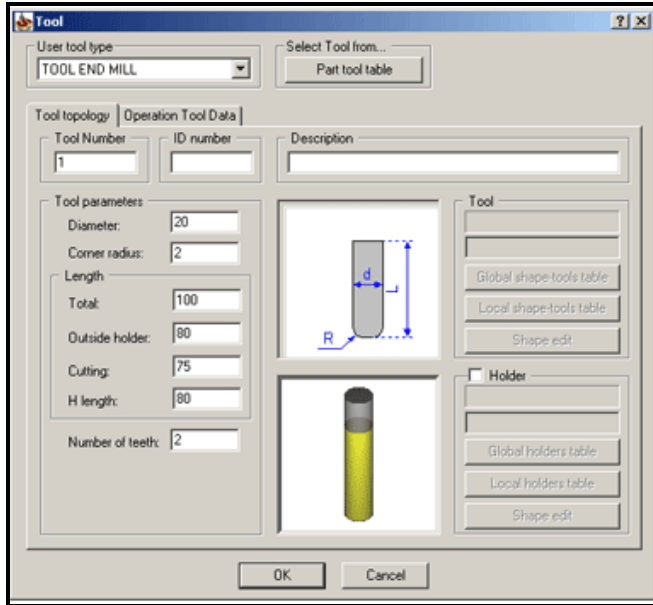 Tool
User tool type
TOOL END MILL
Select Tool from...
Part tool table
Tool topology
Operation Tool Data
Tool Number
1
ID number
Description
Tool parameters
Diameter: 20
Corner radius: 2
Length
Total: 100
Outside holder: 80
Cutting: 75
H length: 80
Number of teeth: 2
d
L
R
Tool
Global shape-tools table
Local shape-tools table
Shape edit
Holder
Global holders table
Local holders table
Shape edit
OK
Cancel